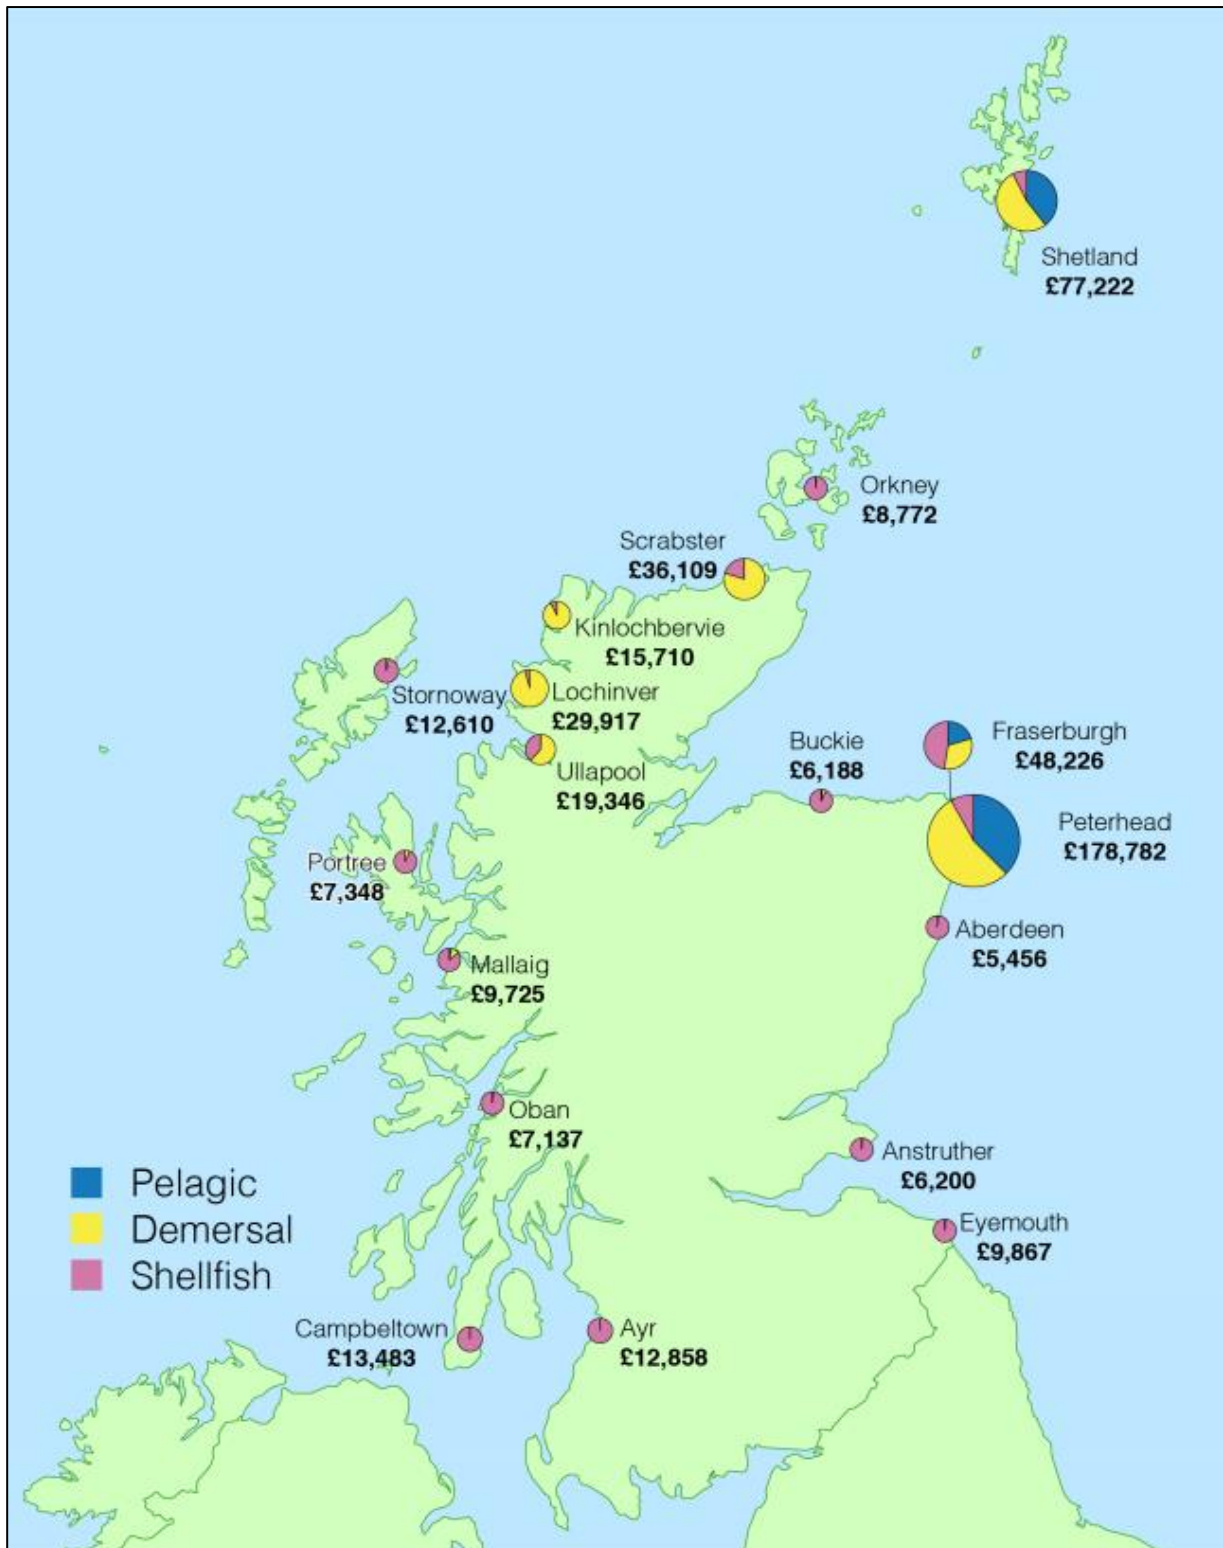 Shetland
£77,222
Orkney
£8,772
Scrabster
£36,109
Kinlochbervie
£15,710
Stornoway
£12,610
Lochinver
£29,917
Ullapool
£19,346
Buckie
£6,188
Fraserburgh
£48,226
Peterhead
£178,782
Portree
£7,348
Aberdeen
£5,456
Mallaig
£9,725
Oban
£7,137
Anstruther
£6,200
Eyemouth
£9,867
Pelagic
Demersal
Shellfish
Campbeltown
£13,483
Ayr
£12,858